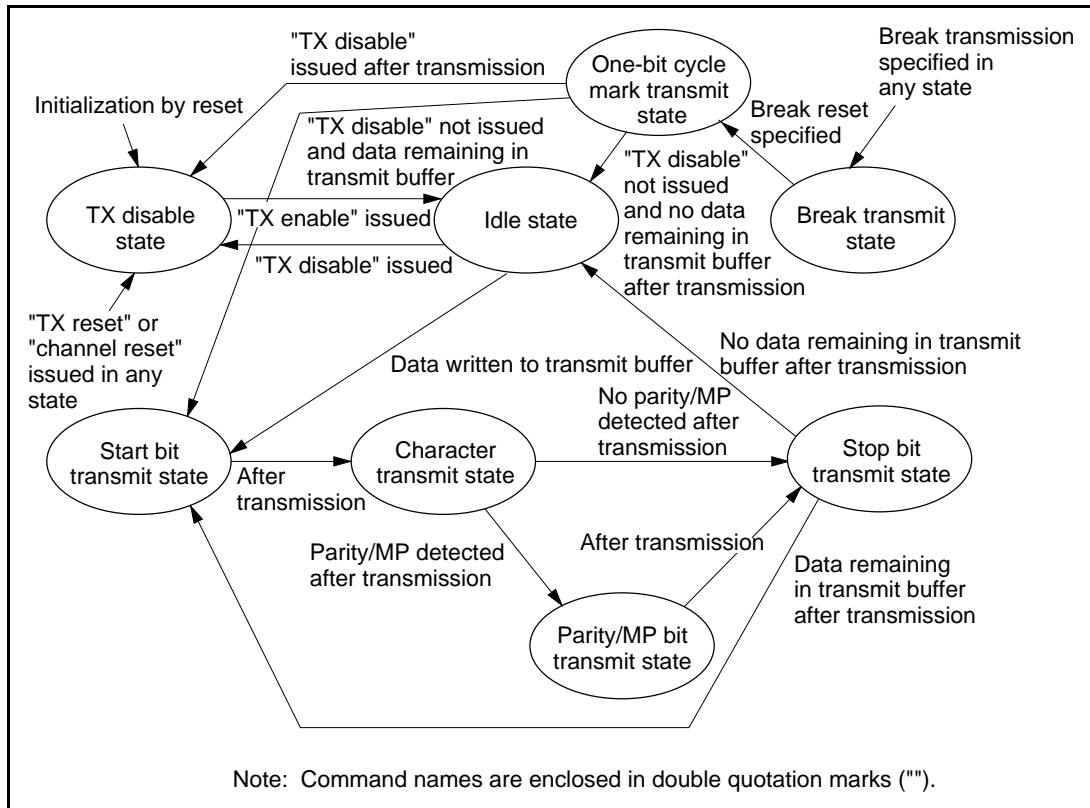 "TX disable"
issued after transmission
One-bit cycle
mark transmit
state
Break transmission
specified in
any state
Initialization by reset
Break reset
specified
"TX disable" not issued
and data remaining in
transmit buffer
"TX disable"
not issued
and no data
remaining in
transmit buffer
after transmission
TX disable
state
"TX enable" issued
Idle state
Break transmit
state
"TX disable" issued
"TX reset" or
"channel reset"
issued in any
state
Data written to transmit buffer
No data remaining in transmit
buffer after transmission
No parity/MP
detected after
transmission
Start bit
transmit state
After
transmission
Character
transmit state
Stop bit
transmit state
Parity/MP detected
after transmission
After transmission
Data remaining
in transmit buffer
after transmission
Parity/MP bit
transmit state
Note: Command names are enclosed in double quotation marks ("").